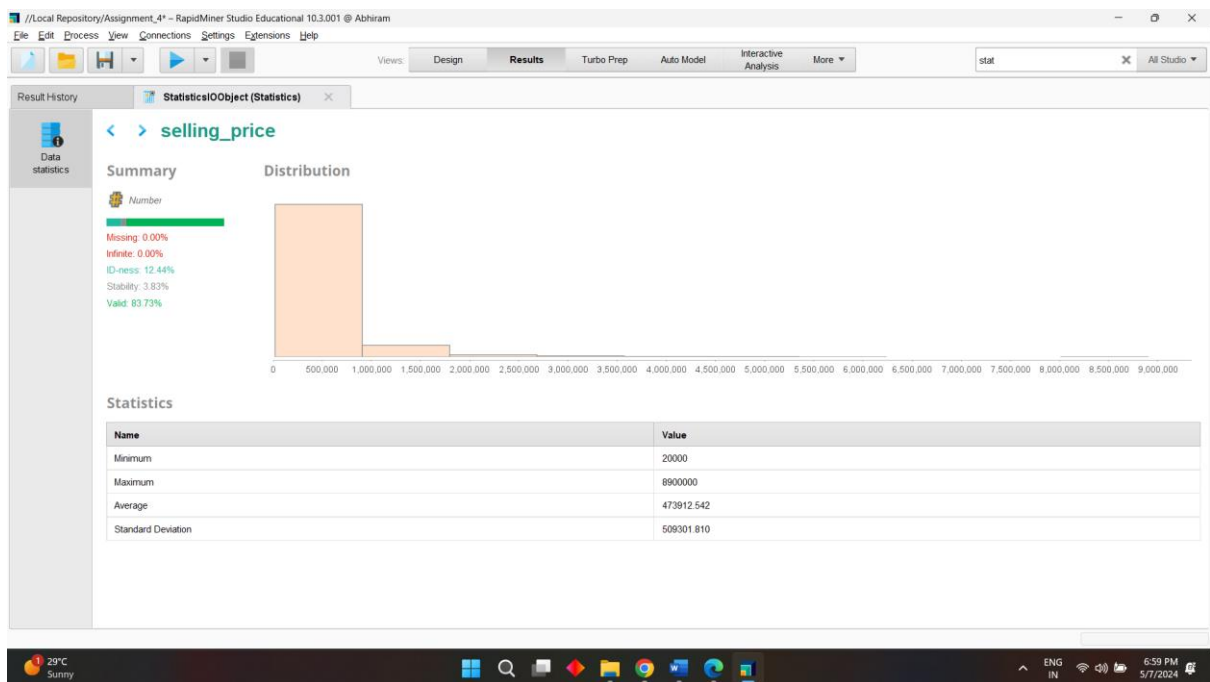 //Local Repository/Assignment_4* – RapidMiner Studio Educational 10.3.001 @ Abhiram
File Edit Process View Connections Settings Extensions Help
Views: Design Results Turbo Prep Auto Model Interactive Analysis More stat All Studio
Result History StatisticsIOObject (Statistics)
Data statistics
selling_price
Summary Distribution
Number
Missing: 0.00%
Infinite: 0.00%
ID-ness: 12.44%
Stability: 3.83%
Valid: 83.73%
0 500,000 1,000,000 1,500,000 2,000,000 2,500,000 3,000,000 3,500,000 4,000,000 4,500,000 5,000,000 5,500,000 6,000,000 6,500,000 7,000,000 7,500,000 8,000,000 8,500,000 9,000,000
Statistics
Name Value
Minimum 20000
Maximum 8900000
Average 473912.542
Standard Deviation 509301.810
1 29°C ENG 6:59 PM
Sunny IN 5/7/2024